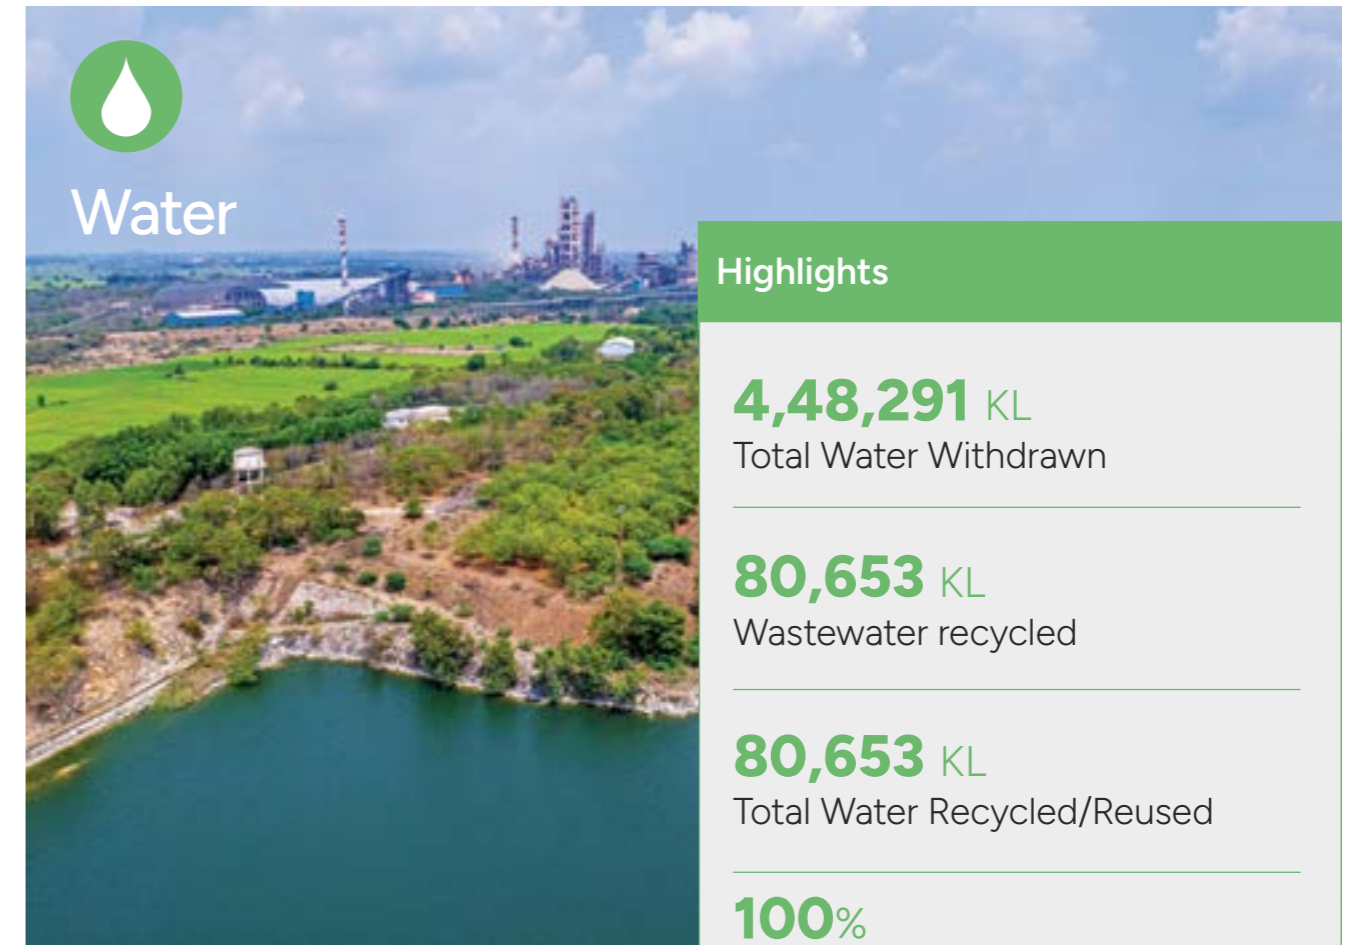 Water
Highlights
4,48,291 KL
Total Water Withdrawn
80,653 KL
Wastewater recycled
80,653 KL
Total Water Recycled/Reused
100%